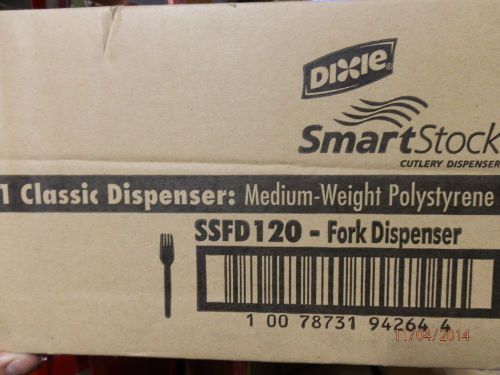 DIXIE®
SmartStock
CUTLERY DISPENSER
1 Classic Dispenser: Medium-Weight Polystyrene
SSFD120 - Fork Dispenser
1 00 78731 94264 4
11/04/2014